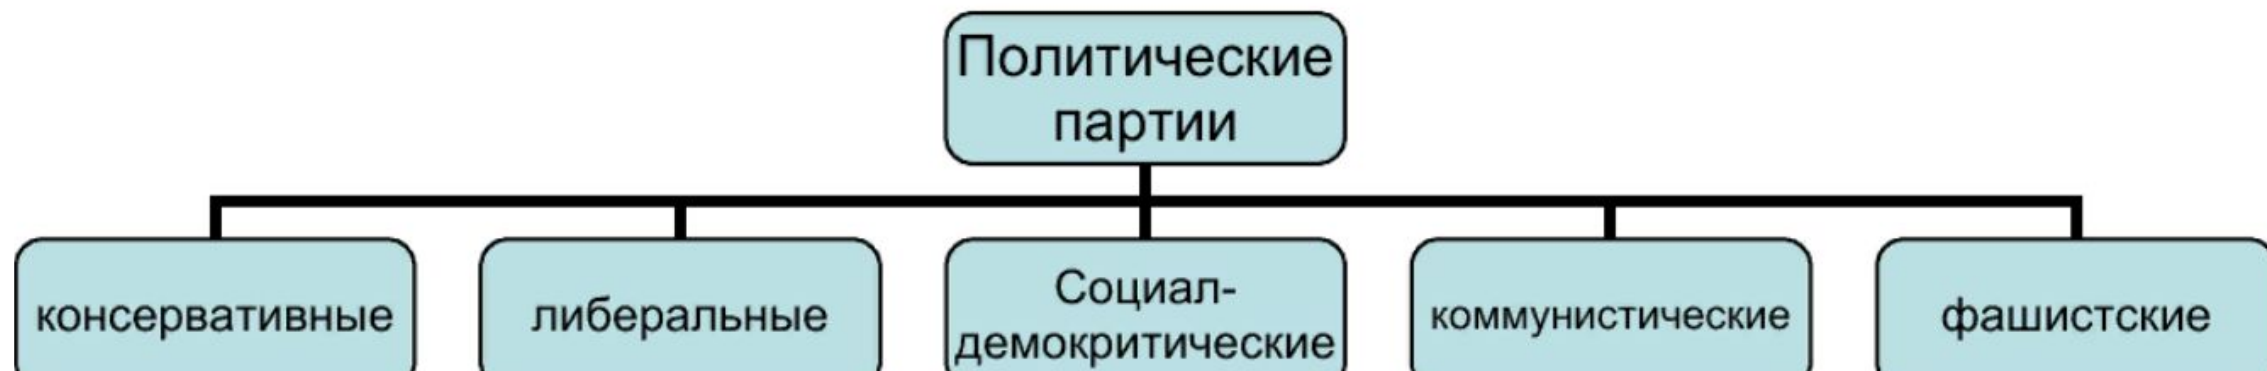 Политические
партии
консервативные
либеральные
Социал-
демокритические
коммунистические
фашистские